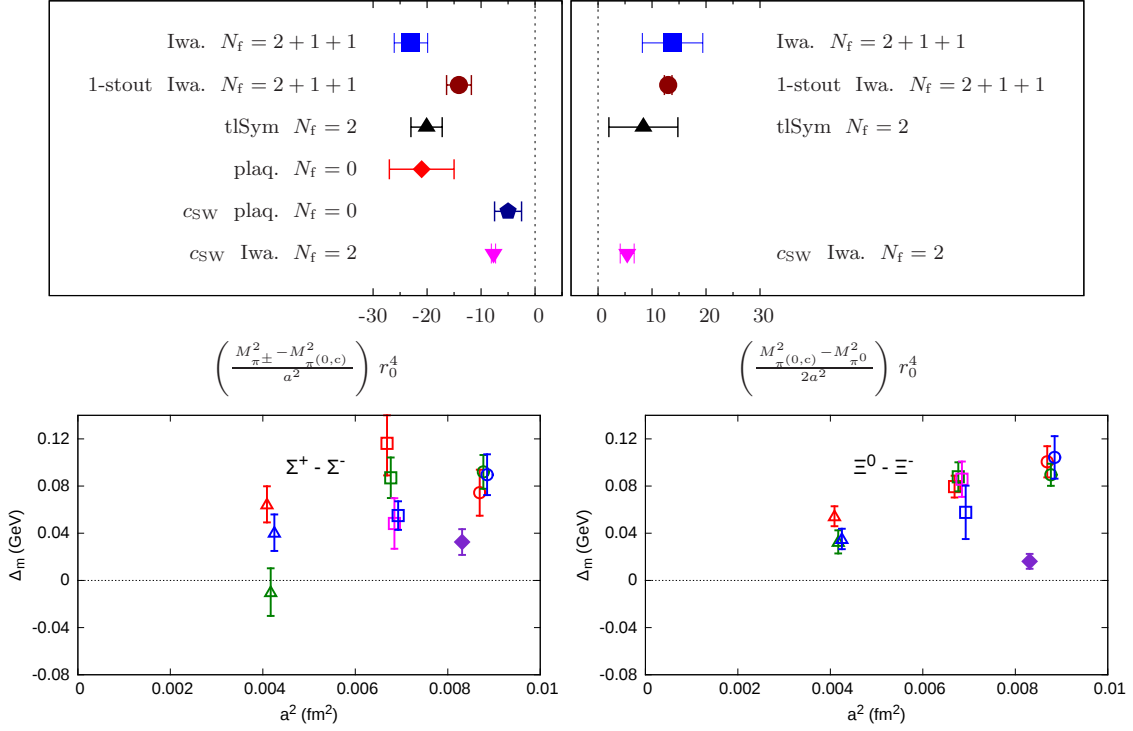 Iwa. N_f = 2 + 1 + 1
1-stout Iwa. N_f = 2 + 1 + 1
tlSym N_f = 2
plaq. N_f = 0
c_SW plaq. N_f = 0
c_SW Iwa. N_f = 2
-30 -20 -10 0
(M²_π± − M²_π(0,c) / a²) r₀⁴
Iwa. N_f = 2 + 1 + 1
1-stout Iwa. N_f = 2 + 1 + 1
tlSym N_f = 2
c_SW Iwa. N_f = 2
0 10 20 30
(M²_π(0,c) − M²_π⁰ / 2a²) r₀⁴
Δ_m (GeV)
0.12
0.08
0.04
0
-0.04
-0.08
Σ⁺ - Σ⁻
0 0.002 0.004 0.006 0.008 0.01
a² (fm²)
Δ_m (GeV)
0.12
0.08
0.04
0
-0.04
-0.08
Ξ⁰ - Ξ⁻
0 0.002 0.004 0.006 0.008 0.01
a² (fm²)